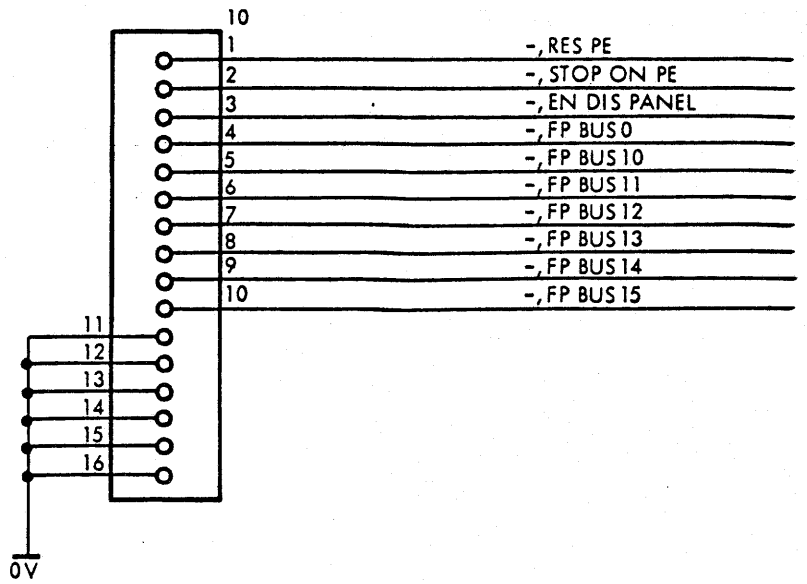 10
1 -, RES PE
2 -, STOP ON PE
3 -, EN DIS PANEL
4 -, FP BUS 0
5 -, FP BUS 10
6 -, FP BUS 11
7 -, FP BUS 12
8 -, FP BUS 13
9 -, FP BUS 14
10 -, FP BUS 15
11
12
13
14
15
16
0V